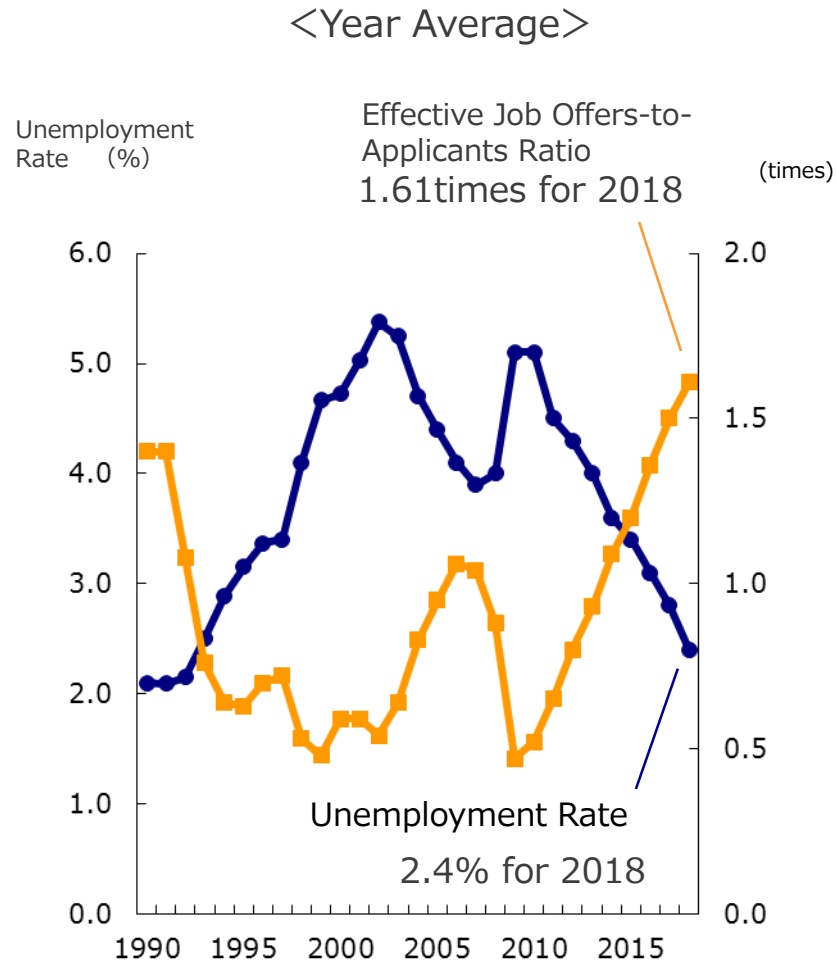 ＜Year Average＞
Effective Job Offers-to-
Applicants Ratio
1.61times for 2018
Unemployment
Rate （%）
(times)
6.0
5.0
4.0
3.0
2.0
1.0
0.0
2.0
1.5
1.0
0.5
0.0
Unemployment Rate
2.4% for 2018
1990 1995 2000 2005 2010 2015